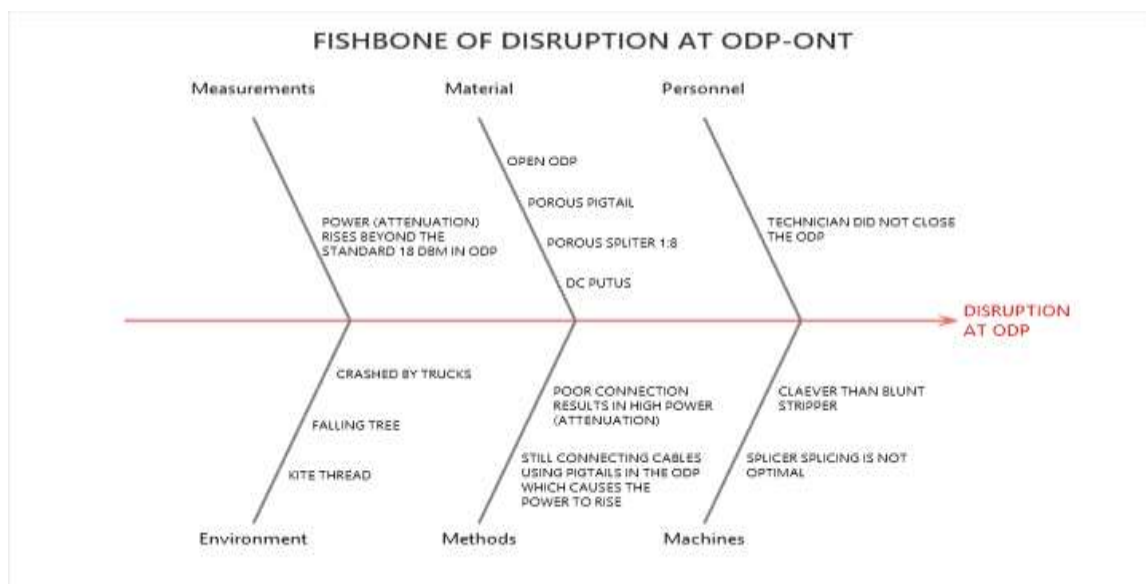 FISHBONE OF DISRUPTION AT ODP-ONT
Measurements
Material
Personnel
POWER (ATTENUATION)
RISES BEYOND THE
STANDARD 18 DBM IN ODP
OPEN ODP
POROUS PIGTAIL
POROUS SPLITER 1:8
DC PUTUS
TECHNICIAN DID NOT CLOSE
THE ODP
DISRUPTION
AT ODP
CRASHED BY TRUCKS
FALLING TREE
KITE THREAD
POOR CONNECTION
RESULTS IN HIGH POWER
(ATTENUATION)
STILL CONNECTING CABLES
USING PIGTAILS IN THE ODP
WHICH CAUSES THE
POWER TO RISE
CLAEVER THAN BLUNT
STRIPPER
SPLICER SPLICING IS NOT
OPTIMAL
Environment
Methods
Machines